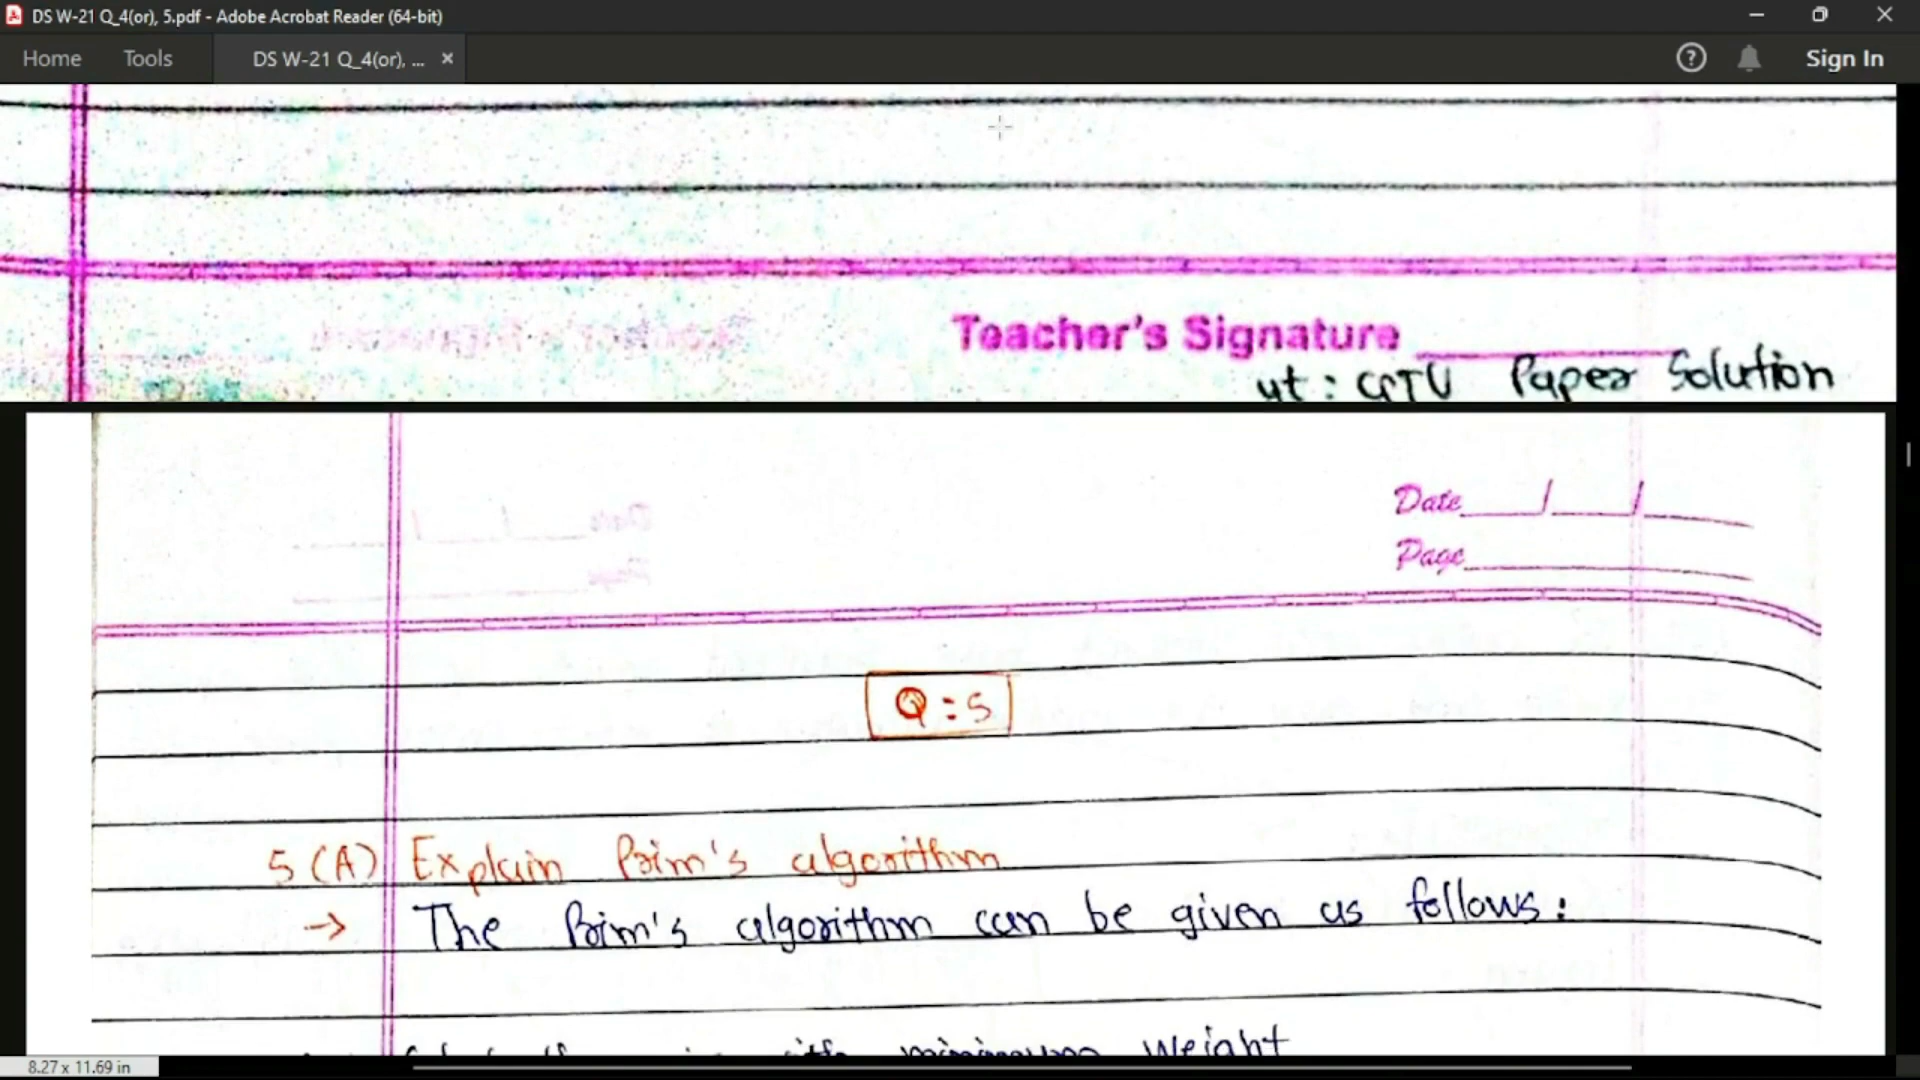 DS W-21 Q_4(or), 5.pdf - Adobe Acrobat Reader (64-bit)
Home Tools DS W-21 Q_4(or), ... × ? Sign In
Teacher's Signature
ut : GTU Paper Solution
Date / /
Page
Q : 5
5 (A) Explain Prim's algorithm
→ The Prim's algorithm can be given as follows :
minimum weight
8.27 x 11.69 in